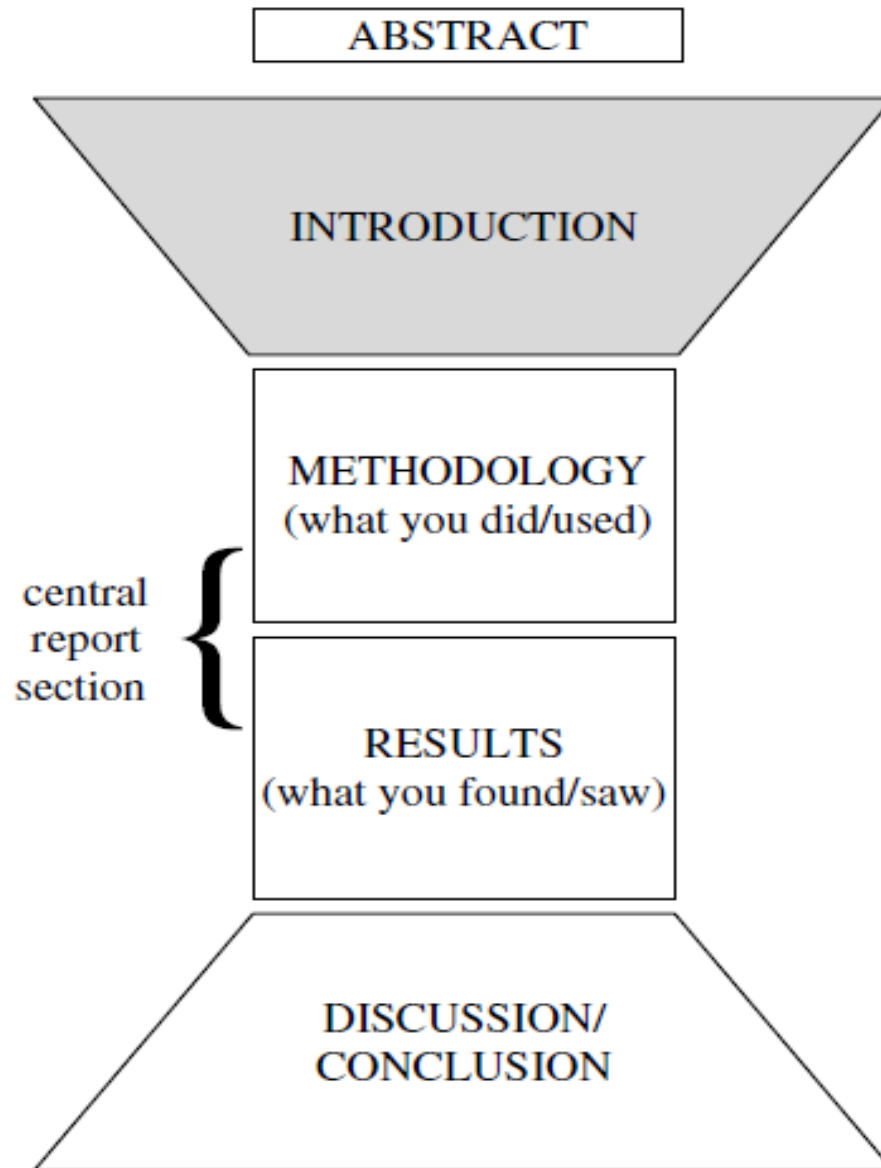 ABSTRACT
INTRODUCTION
METHODOLOGY
(what you did/used)
central
report
section
RESULTS
(what you found/saw)
DISCUSSION/
CONCLUSION